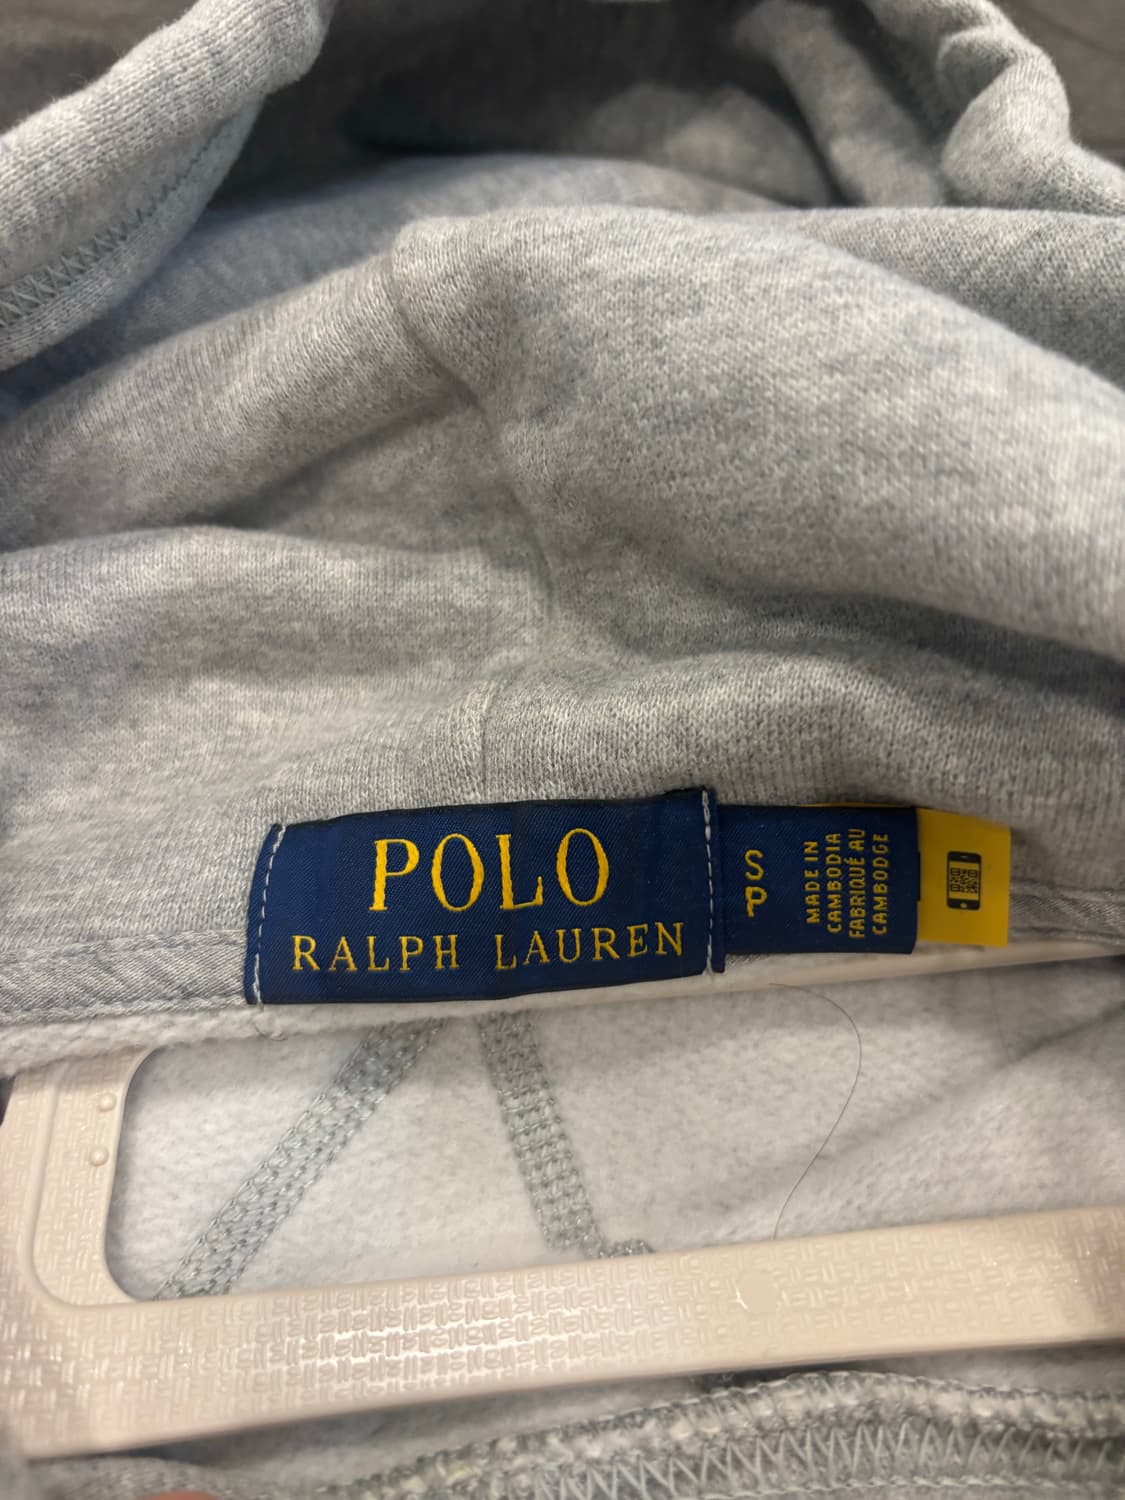 POLO
RALPH LAUREN
S P
MADE IN
CAMBODIA
FABRIQUÉ AU
CAMBODGE